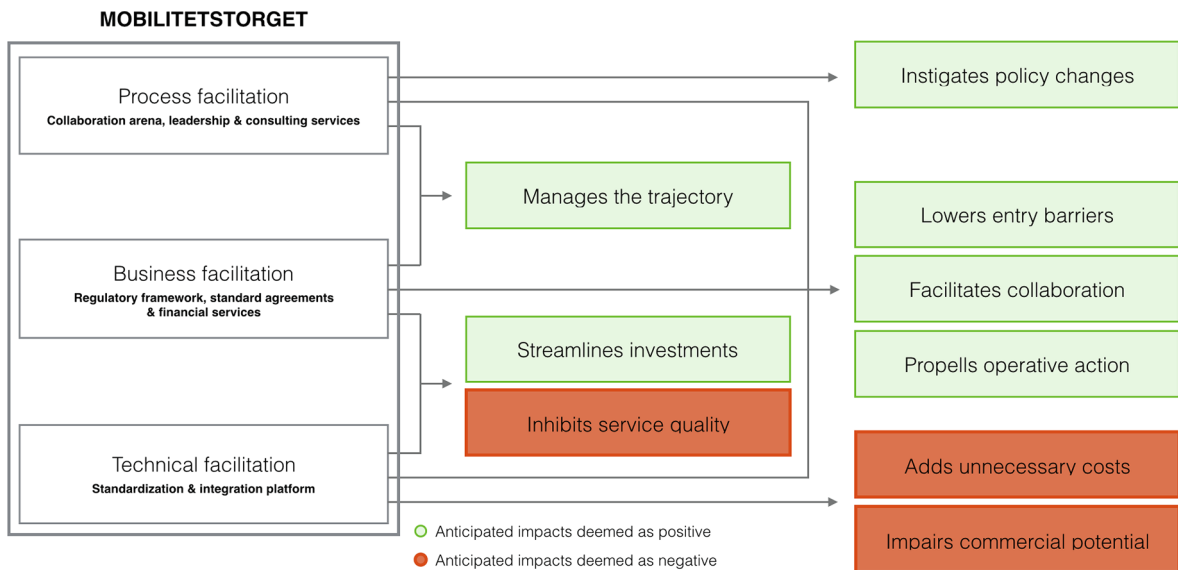 MOBILITETSTORGET
Process facilitation
Collaboration arena, leadership & consulting services
Business facilitation
Regulatory framework, standard agreements
& financial services
Technical facilitation
Standardization & integration platform
Manages the trajectory
Streamlines investments
Inhibits service quality
Instigates policy changes
Lowers entry barriers
Facilitates collaboration
Propells operative action
Adds unnecessary costs
Impairs commercial potential
Anticipated impacts deemed as positive
Anticipated impacts deemed as negative